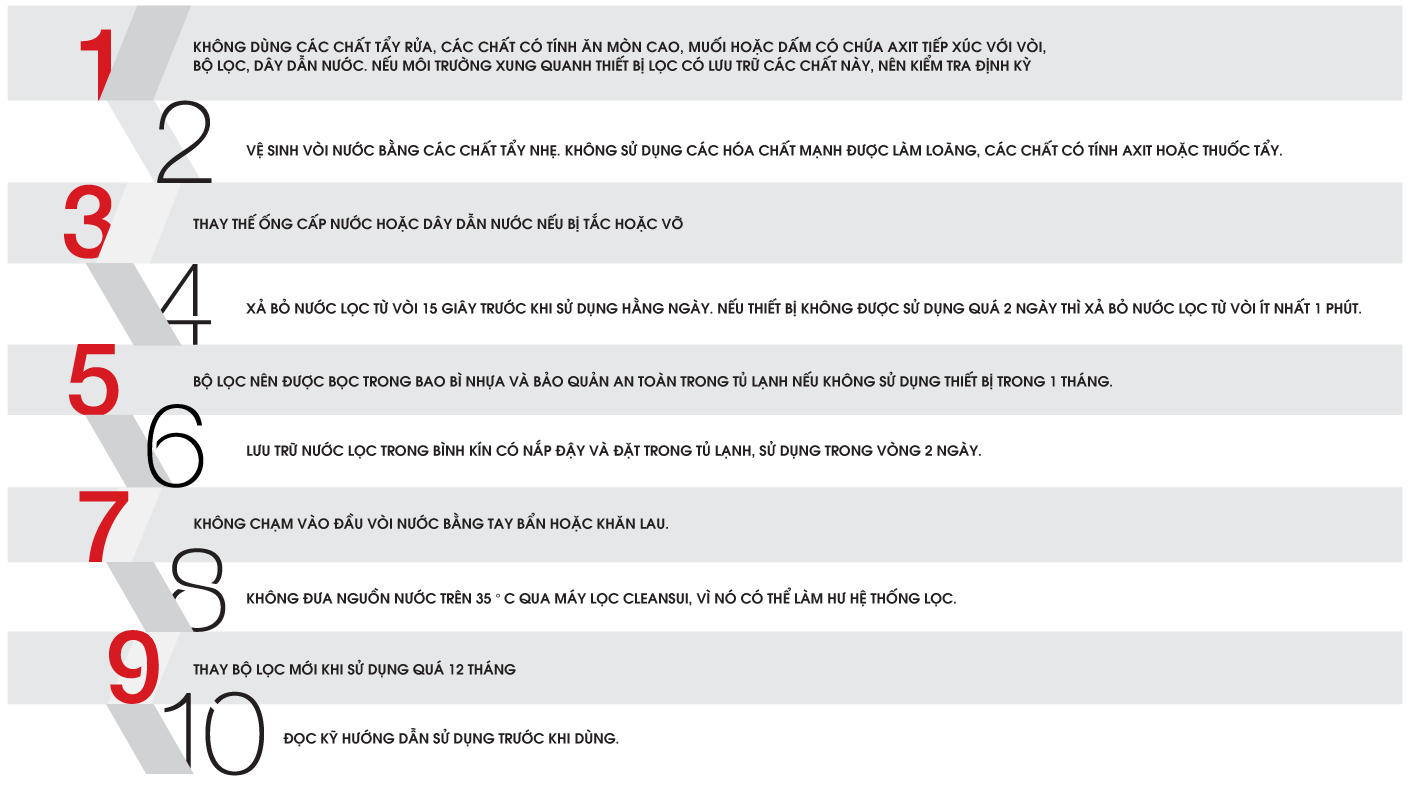 1
KHÔNG DÙNG CÁC CHẤT TẨY RỬA, CÁC CHẤT CÓ TÍNH ĂN MÒN CAO, MUỐI HOẶC DẤM CÓ CHỨA AXIT TIẾP XÚC VỚI VÒI,
BỘ LỌC, DÂY DẪN NƯỚC. NẾU MÔI TRƯỜNG XUNG QUANH THIẾT BỊ LỌC CÓ LƯU TRỮ CÁC CHẤT NÀY, NÊN KIỂM TRA ĐỊNH KỲ
2
VỆ SINH VÒI NƯỚC BẰNG CÁC CHẤT TẨY NHẸ. KHÔNG SỬ DỤNG CÁC HÓA CHẤT MẠNH ĐƯỢC LÀM LOÃNG, CÁC CHẤT CÓ TÍNH AXIT HOẶC THUỐC TẨY.
3
THAY THẾ ỐNG CẤP NƯỚC HOẶC DÂY DẪN NƯỚC NẾU BỊ TẮC HOẶC VỠ
4
XẢ BỎ NƯỚC LỌC TỪ VÒI 15 GIÂY TRƯỚC KHI SỬ DỤNG HẰNG NGÀY. NẾU THIẾT BỊ KHÔNG ĐƯỢC SỬ DỤNG QUÁ 2 NGÀY THÌ XẢ BỎ NƯỚC LỌC TỪ VÒI ÍT NHẤT 1 PHÚT.
5
BỘ LỌC NÊN ĐƯỢC BỌC TRONG BAO BÌ NHỰA VÀ BẢO QUẢN AN TOÀN TRONG TỦ LẠNH NẾU KHÔNG SỬ DỤNG THIẾT BỊ TRONG 1 THÁNG.
6
LƯU TRỮ NƯỚC LỌC TRONG BÌNH KÍN CÓ NẮP ĐẬY VÀ ĐẶT TRONG TỦ LẠNH, SỬ DỤNG TRONG VÒNG 2 NGÀY.
7
KHÔNG CHẠM VÀO ĐẦU VÒI NƯỚC BẰNG TAY BẨN HOẶC KHĂN LAU.
8
KHÔNG ĐƯA NGUỒN NƯỚC TRÊN 35 ° C QUA MÁY LỌC CLEANSUI, VÌ NÓ CÓ THỂ LÀM HƯ HỆ THỐNG LỌC.
9
THAY BỘ LỌC MỚI KHI SỬ DỤNG QUÁ 12 THÁNG
10
ĐỌC KỸ HƯỚNG DẪN SỬ DỤNG TRƯỚC KHI DÙNG.